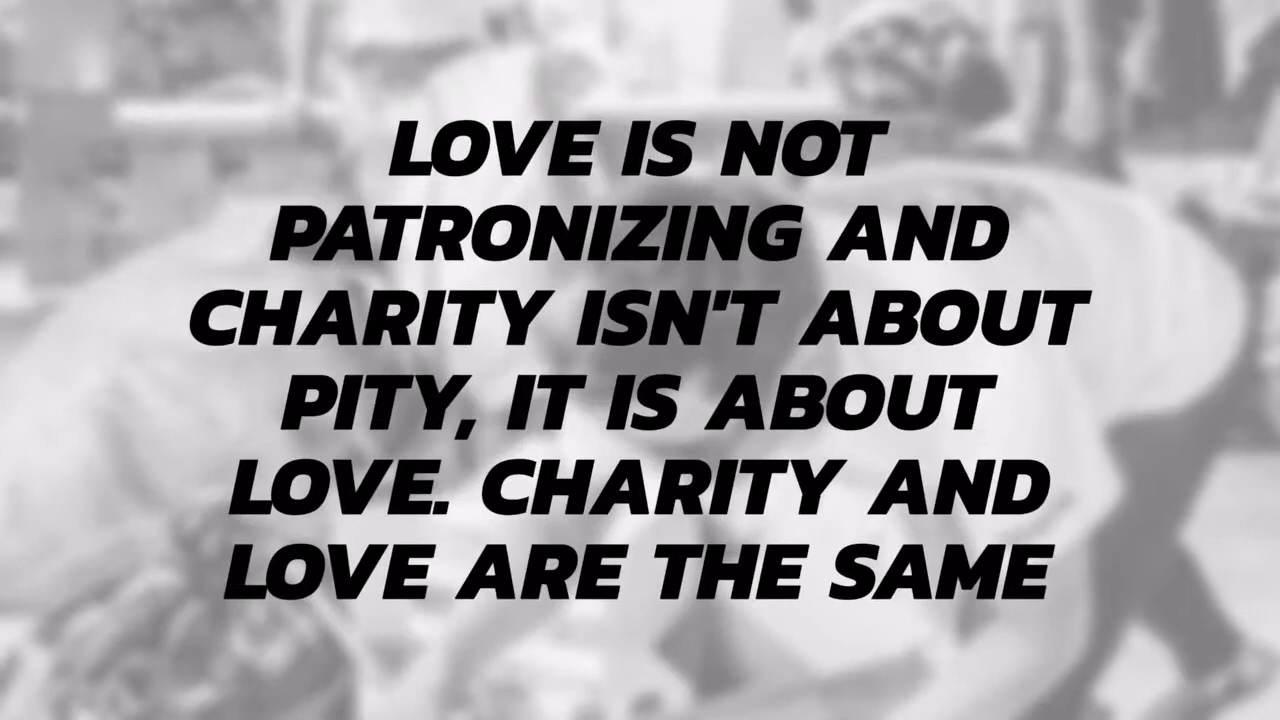 LOVE IS NOT
PATRONIZING AND
CHARITY ISN'T ABOUT
PITY, IT IS ABOUT
LOVE. CHARITY AND
LOVE ARE THE SAME